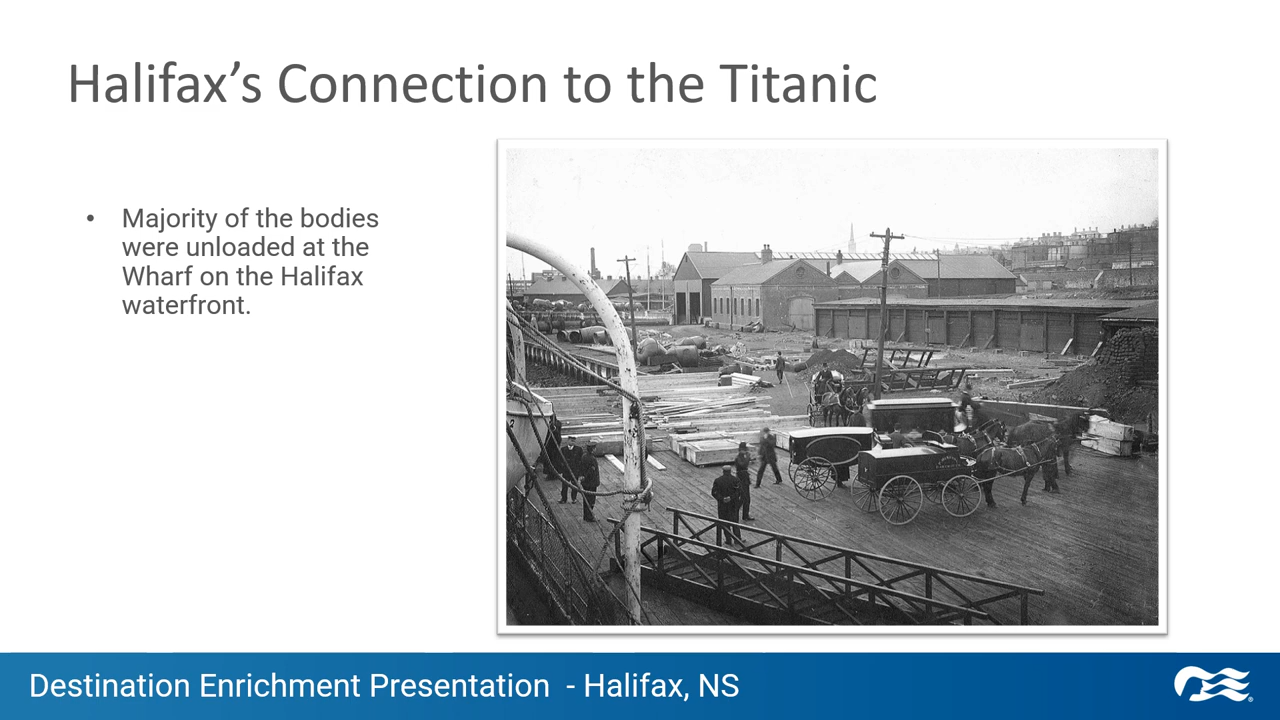 Halifax’s Connection to the Titanic
• Majority of the bodies
were unloaded at the
Wharf on the Halifax
waterfront.
Destination Enrichment Presentation - Halifax, NS